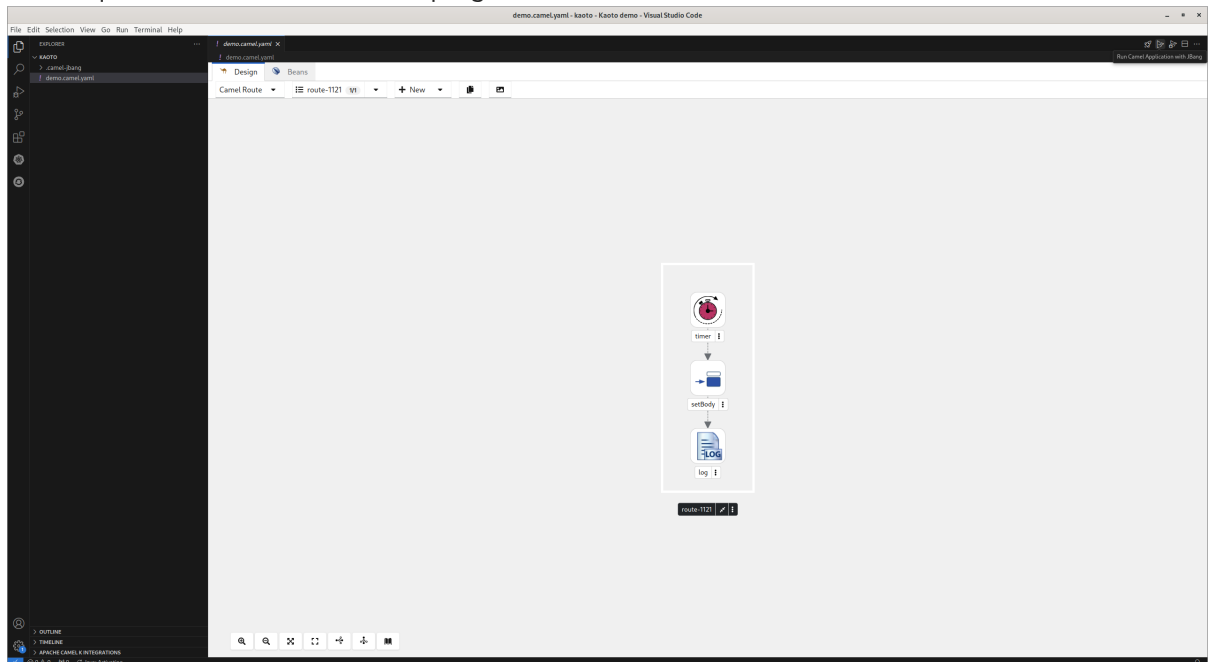 demo.camel.yaml - kaoto - Kaoto demo - Visual Studio Code
File Edit Selection View Go Run Terminal Help
EXPLORER
KAOTO
.camel-jbang
! demo.camel.yaml
! demo.camel.yaml
! demo.camel.yaml
Run Camel Application with JBang
Design Beans
Camel Route route-1121 1/1 + New
timer
setBody
LOG
log
route-1121
OUTLINE
TIMELINE
APACHE CAMEL K INTEGRATIONS